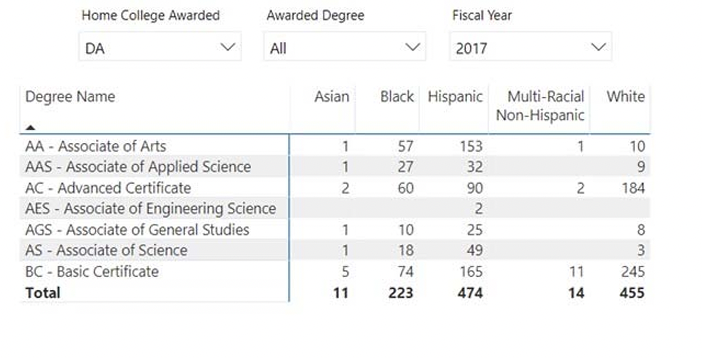 Home College Awarded Awarded Degree Fiscal Year
DA All 2017
Degree Name Asian Black Hispanic Multi-Racial White
Non-Hispanic
AA - Associate of Arts 1 57 153 1 10
AAS - Associate of Applied Science 1 27 32 9
AC - Advanced Certificate 2 60 90 2 184
AES - Associate of Engineering Science 2
AGS - Associate of General Studies 1 10 25 8
AS - Associate of Science 1 18 49 3
BC - Basic Certificate 5 74 165 11 245
Total 11 223 474 14 455